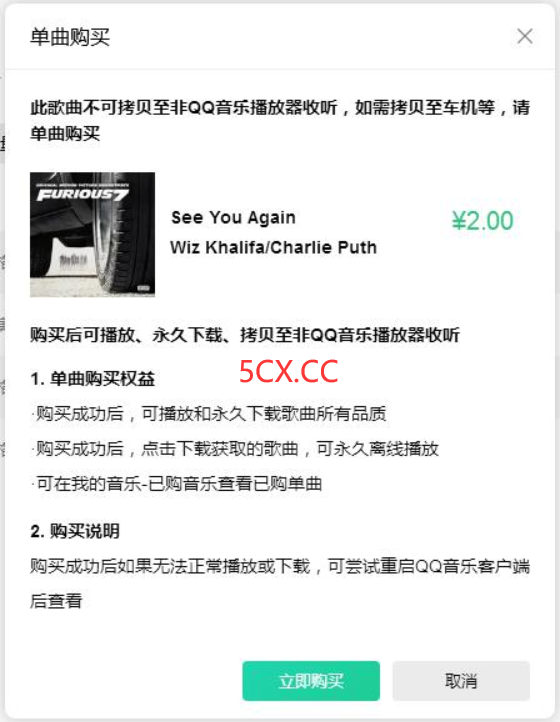 单曲购买
此歌曲不可拷贝至非QQ音乐播放器收听，如需拷贝至车机等，请
单曲购买
ORIGINAL MOTION PICTURE SOUNDTRACK
FURIOUS7
See You Again
¥2.00
Wiz Khalifa/Charlie Puth
购买后可播放、永久下载、拷贝至非QQ音乐播放器收听
5CX.CC
1. 单曲购买权益
·购买成功后，可播放和永久下载歌曲所有品质
·购买成功后，点击下载获取的歌曲，可永久离线播放
·可在我的音乐-已购音乐查看已购单曲
2. 购买说明
购买成功后如果无法正常播放或下载，可尝试重启QQ音乐客户端
后查看
立即购买
取消